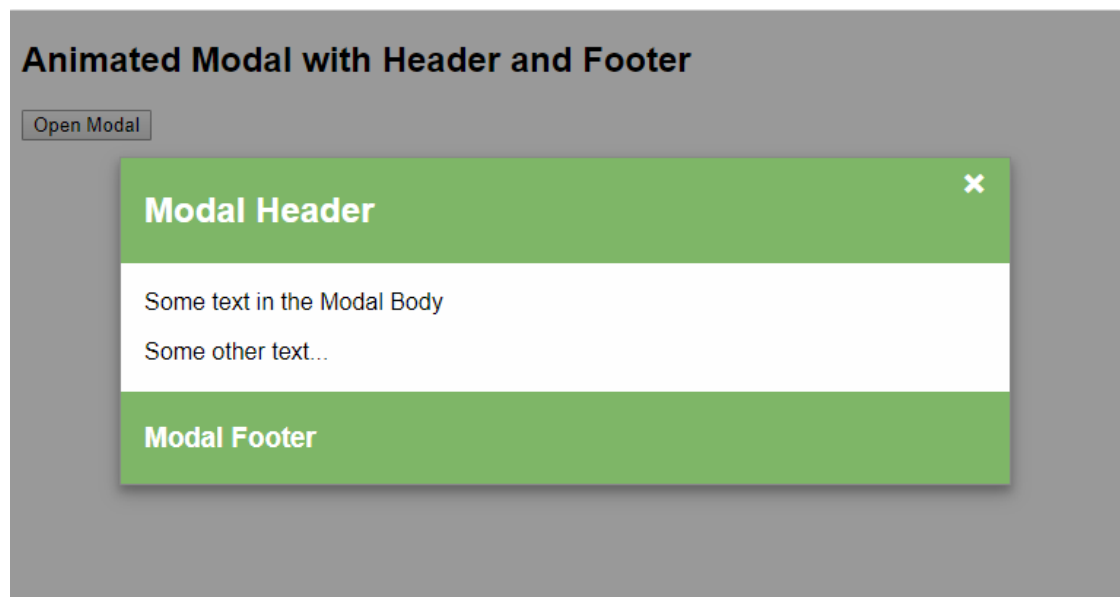 Animated Modal with Header and Footer
Open Modal
Modal Header
Some text in the Modal Body
Some other text...
Modal Footer